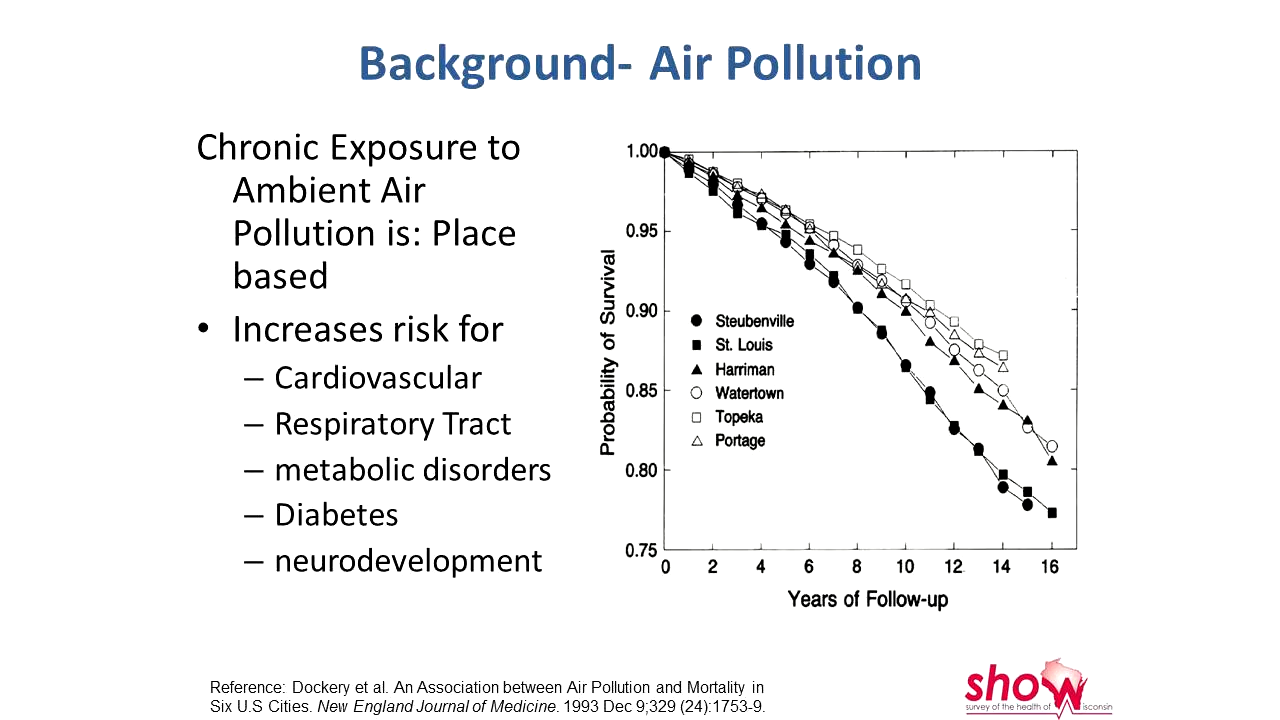 Background- Air Pollution
Chronic Exposure to
Ambient Air
Pollution is: Place
based
• Increases risk for
– Cardiovascular
– Respiratory Tract
– metabolic disorders
– Diabetes
– neurodevelopment
Probability of Survival
1.00
0.95
0.90
0.85
0.80
0.75
Steubenville
St. Louis
Harriman
Watertown
Topeka
Portage
0 2 4 6 8 10 12 14 16
Years of Follow-up
Reference: Dockery et al. An Association between Air Pollution and Mortality in
Six U.S Cities. New England Journal of Medicine. 1993 Dec 9;329 (24):1753-9.
show
survey of the health of Wisconsin